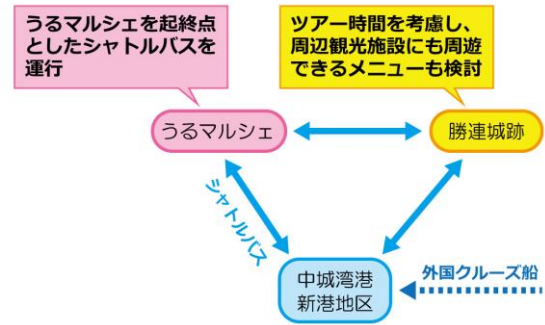 うるマルシェを起終点
としたシャトルバスを
運行
ツアー時間を考慮し、
周辺観光施設にも周遊
できるメニューも検討
うるマルシェ
勝連城跡
シャトルバス
中城湾港
新港地区
外国クルーズ船